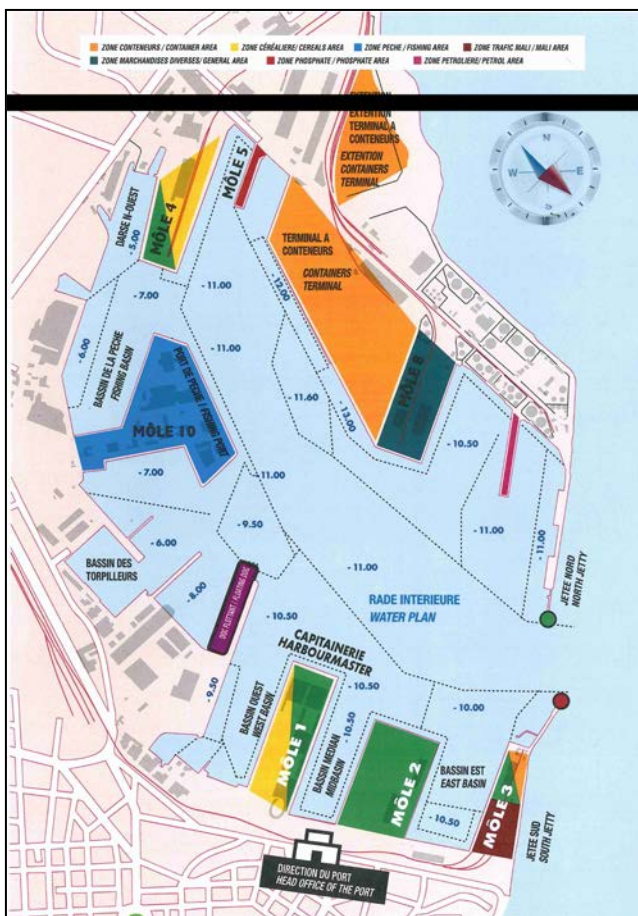 ZONE CONTENEURS / CONTAINER AREA
ZONE CÉRÉALIERE/ CEREALS AREA
ZONE PECHE / FISHING AREA
ZONE TRAFIC MALI / MALI AREA
ZONE MARCHANDISES DIVERSES/ GENERAL AREA
ZONE PHOSPHATE / PHOSPHATE AREA
ZONE PETROLIERE/ PETROL AREA
EXTENTION
TERMINAL A
CONTENEURS
EXTENTION
CONTAINERS
TERMINAL
N
W
E
S
MÔLE 5
DARSE N-OUEST
- 5.00
MÔLE 4
TERMINAL A
CONTENEURS
CONTAINERS
TERMINAL
- 7.00
- 11.00
- 12.00
- 6.00
BASSIN DE LA PECHE
FISHING BASIN
- 11.00
PORT DE PECHE / FISHING PORT
MÔLE 10
- 11.60
- 13.00
MÔLE 8
- 10.50
- 7.00
- 11.00
- 9.50
- 11.00
- 11.00
- 6.00
- 11.00
BASSIN DES
TORPILLEURS
- 8.00
DOC FLOTTANT / FLOATING DOC
JETEE NORD
NORTH JETTY
RADE INTERIEURE
WATER PLAN
- 10.50
CAPITAINERIE
HARBOURMASTER
- 9.50
BASSIN OUEST
WEST BASIN
- 10.50
- 10.00
MÔLE 1
BASSIN MEDIAN
MIDBASIN
- 10.50
MÔLE 2
BASSIN EST
EAST BASIN
- 10.50
MÔLE 3
JETEE SUD
SOUTH JETTY
DIRECTION DU PORT
HEAD OFFICE OF THE PORT